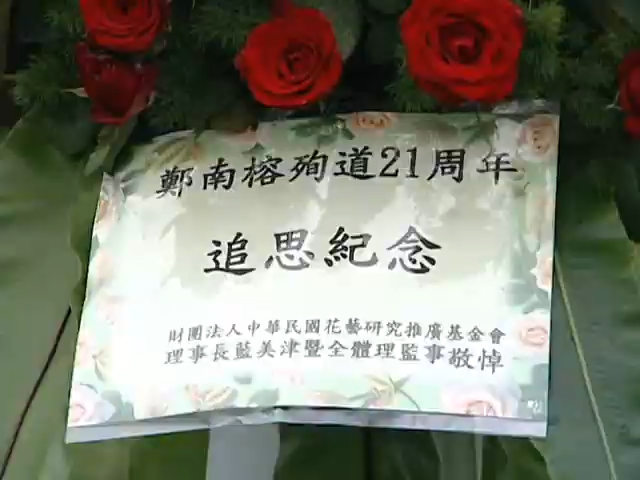 鄭南榕殉道21周年
追思紀念
財團法人中華民國花藝研究推廣基金會
理事長藍美津暨全體理監事敬悼